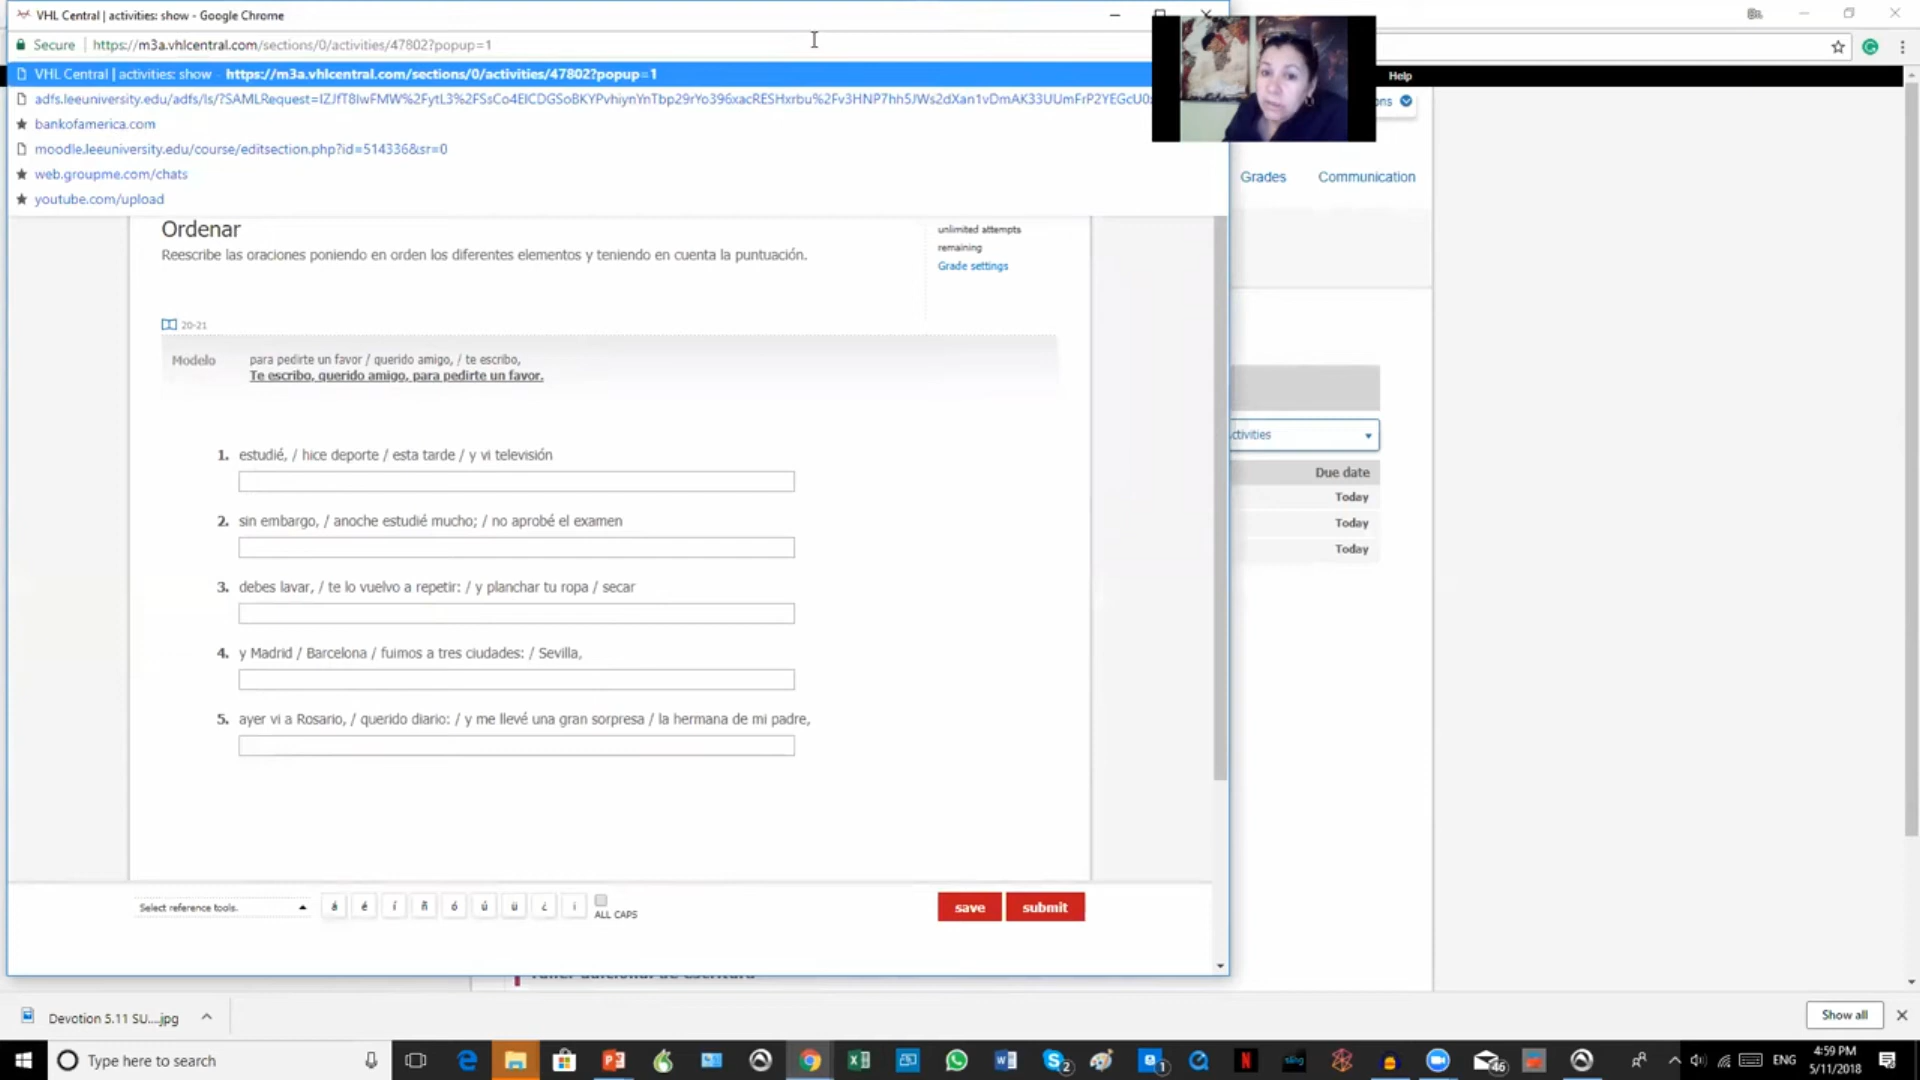 VHL Central | activities: show - Google Chrome
Secure | https://m3a.vhlcentral.com/sections/0/activities/47802?popup=1
VHL Central | activities: show - https://m3a.vhlcentral.com/sections/0/activities/47802?popup=1
bankofamerica.com
moodle.leeuniversity.edu/course/editsection.php?id=514336&sr=0
web.groupme.com/chats
youtube.com/upload
Help
Grades Communication
Ordenar
Reescribe las oraciones poniendo en orden los diferentes elementos y teniendo en cuenta la puntuación.
unlimited attempts
remaining
Grade settings
20-21
Modelo para pedirte un favor / querido amigo, / te escribo,
Te escribo, querido amigo, para pedirte un favor.
1. estudié, / hice deporte / esta tarde / y vi televisión
2. sin embargo, / anoche estudié mucho; / no aprobé el examen
3. debes lavar, / te lo vuelvo a repetir: / y planchar tu ropa / secar
4. y Madrid / Barcelona / fuimos a tres ciudades: / Sevilla,
5. ayer vi a Rosario, / querido diario: / y me llevé una gran sorpresa / la hermana de mi padre,
ctivities
Due date
Today
Today
Today
Select reference tools.
á é í ñ ó ú ü ¿ ¡
ALL CAPS
save submit
Devotion 5.11 SU....jpg
Show all
Type here to search
ENG
4:59 PM
5/11/2018